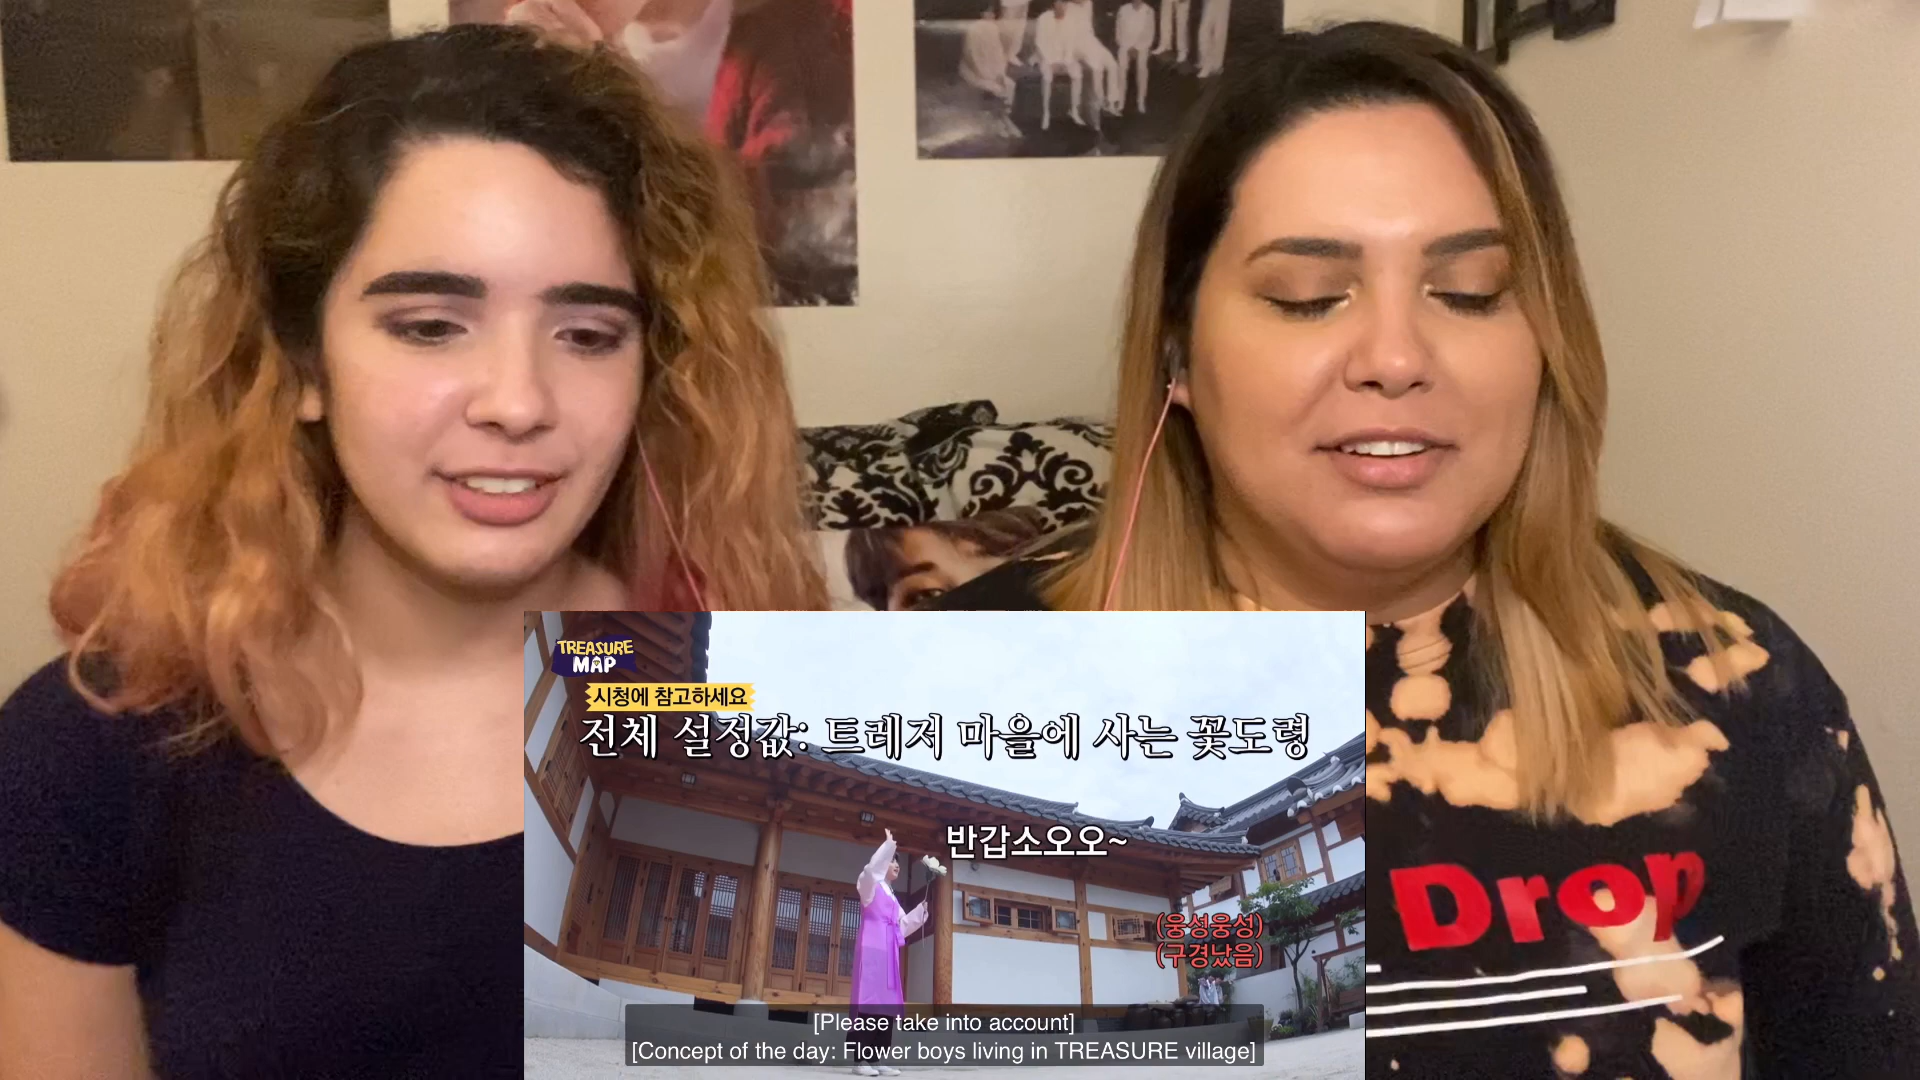 TREASURE
MAP
시청에 참고하세요
전체 설정값: 트레저 마을에 사는 꽃도령
반갑소오오~
(웅성웅성)
(구경났음)
[Please take into account]
[Concept of the day: Flower boys living in TREASURE village]
Drop